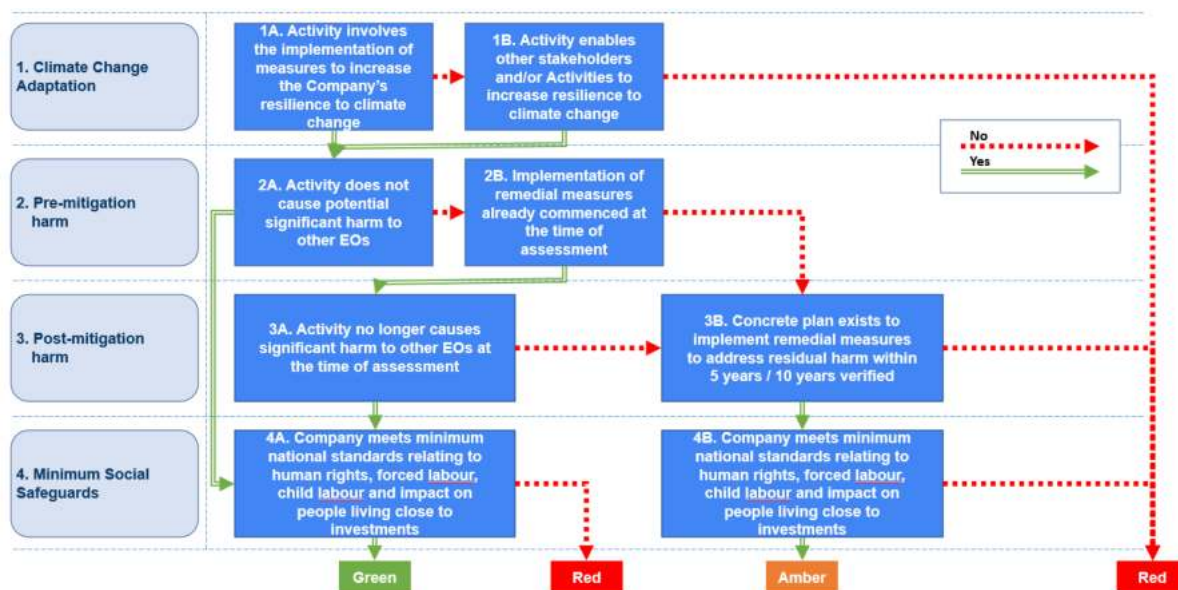 1. Climate Change
Adaptation
1A. Activity involves
the implementation of
measures to increase
the Company's
resilience to climate
change
1B. Activity enables
other stakeholders
and/or Activities to
increase resilience to
climate change
No
Yes
2. Pre-mitigation
harm
2A. Activity does not
cause potential
significant harm to
other EOs
2B. Implementation of
remedial measures
already commenced at
the time of
assessment
3. Post-mitigation
harm
3A. Activity no longer causes
significant harm to other EOs at
the time of assessment
3B. Concrete plan exists to
implement remedial measures
to address residual harm within
5 years / 10 years verified
4. Minimum Social
Safeguards
4A. Company meets minimum
national standards relating to
human rights, forced labour,
child labour and impact on
people living close to
investments
4B. Company meets minimum
national standards relating to
human rights, forced labour,
child labour and impact on
people living close to
investments
Green
Red
Amber
Red